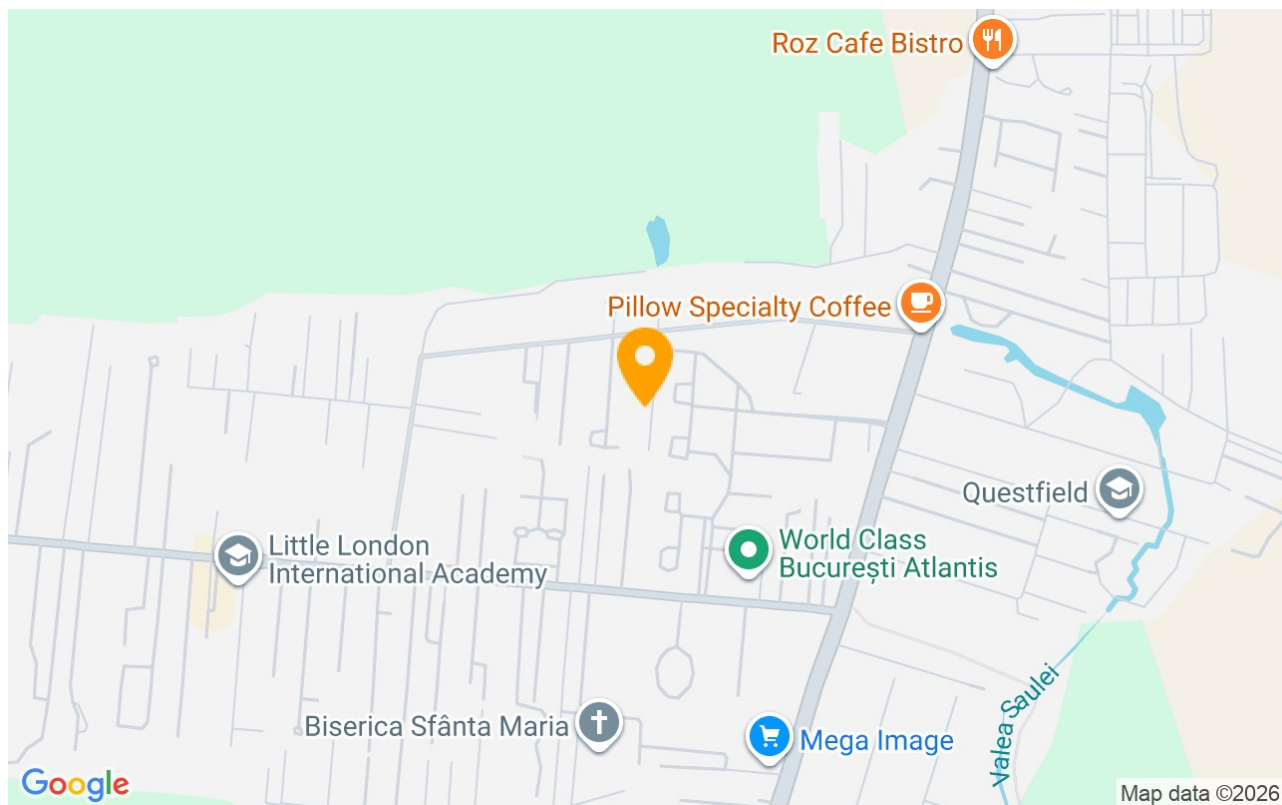 Roz Cafe Bistro
Pillow Specialty Coffee
Questfield
World Class
București Atlantis
Little London
International Academy
Valea Saulei
Biserica Sfânta Maria
Mega Image
Google
Map data ©2026